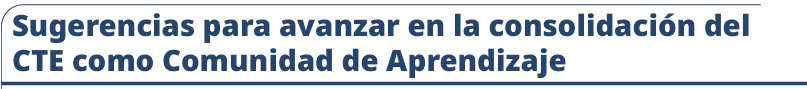 Sugerencias para avanzar en la consolidación del
CTE como Comunidad de Aprendizaje